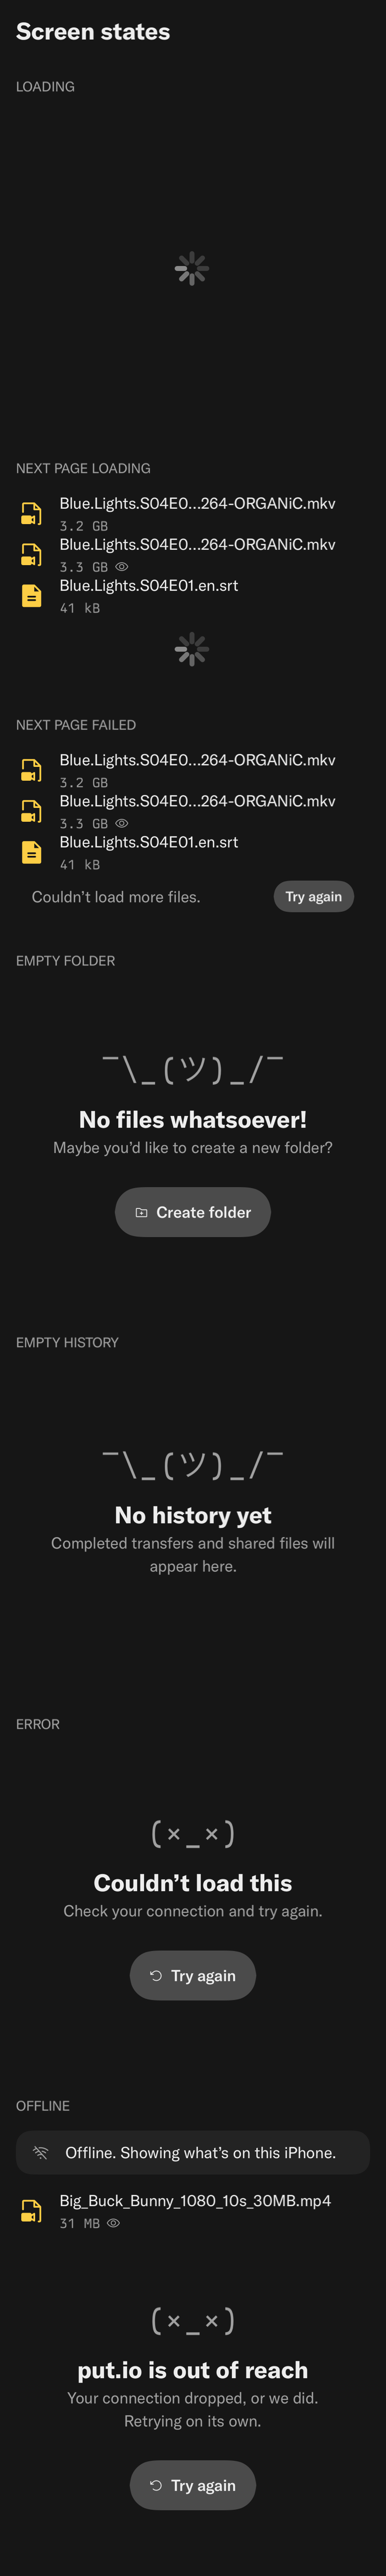 Screen states
LOADING
NEXT PAGE LOADING
Blue.Lights.S04E0...264-ORGANiC.mkv
3.2 GB
Blue.Lights.S04E0...264-ORGANiC.mkv
3.3 GB
Blue.Lights.S04E01.en.srt
41 kB
NEXT PAGE FAILED
Blue.Lights.S04E0...264-ORGANiC.mkv
3.2 GB
Blue.Lights.S04E0...264-ORGANiC.mkv
3.3 GB
Blue.Lights.S04E01.en.srt
41 kB
Couldn’t load more files. Try again
EMPTY FOLDER
¯\_(ツ)_/¯
No files whatsoever!
Maybe you’d like to create a new folder?
Create folder
EMPTY HISTORY
¯\_(ツ)_/¯
No history yet
Completed transfers and shared files will
appear here.
ERROR
(×_×)
Couldn’t load this
Check your connection and try again.
Try again
OFFLINE
Offline. Showing what’s on this iPhone.
Big_Buck_Bunny_1080_10s_30MB.mp4
31 MB
(×_×)
put.io is out of reach
Your connection dropped, or we did.
Retrying on its own.
Try again